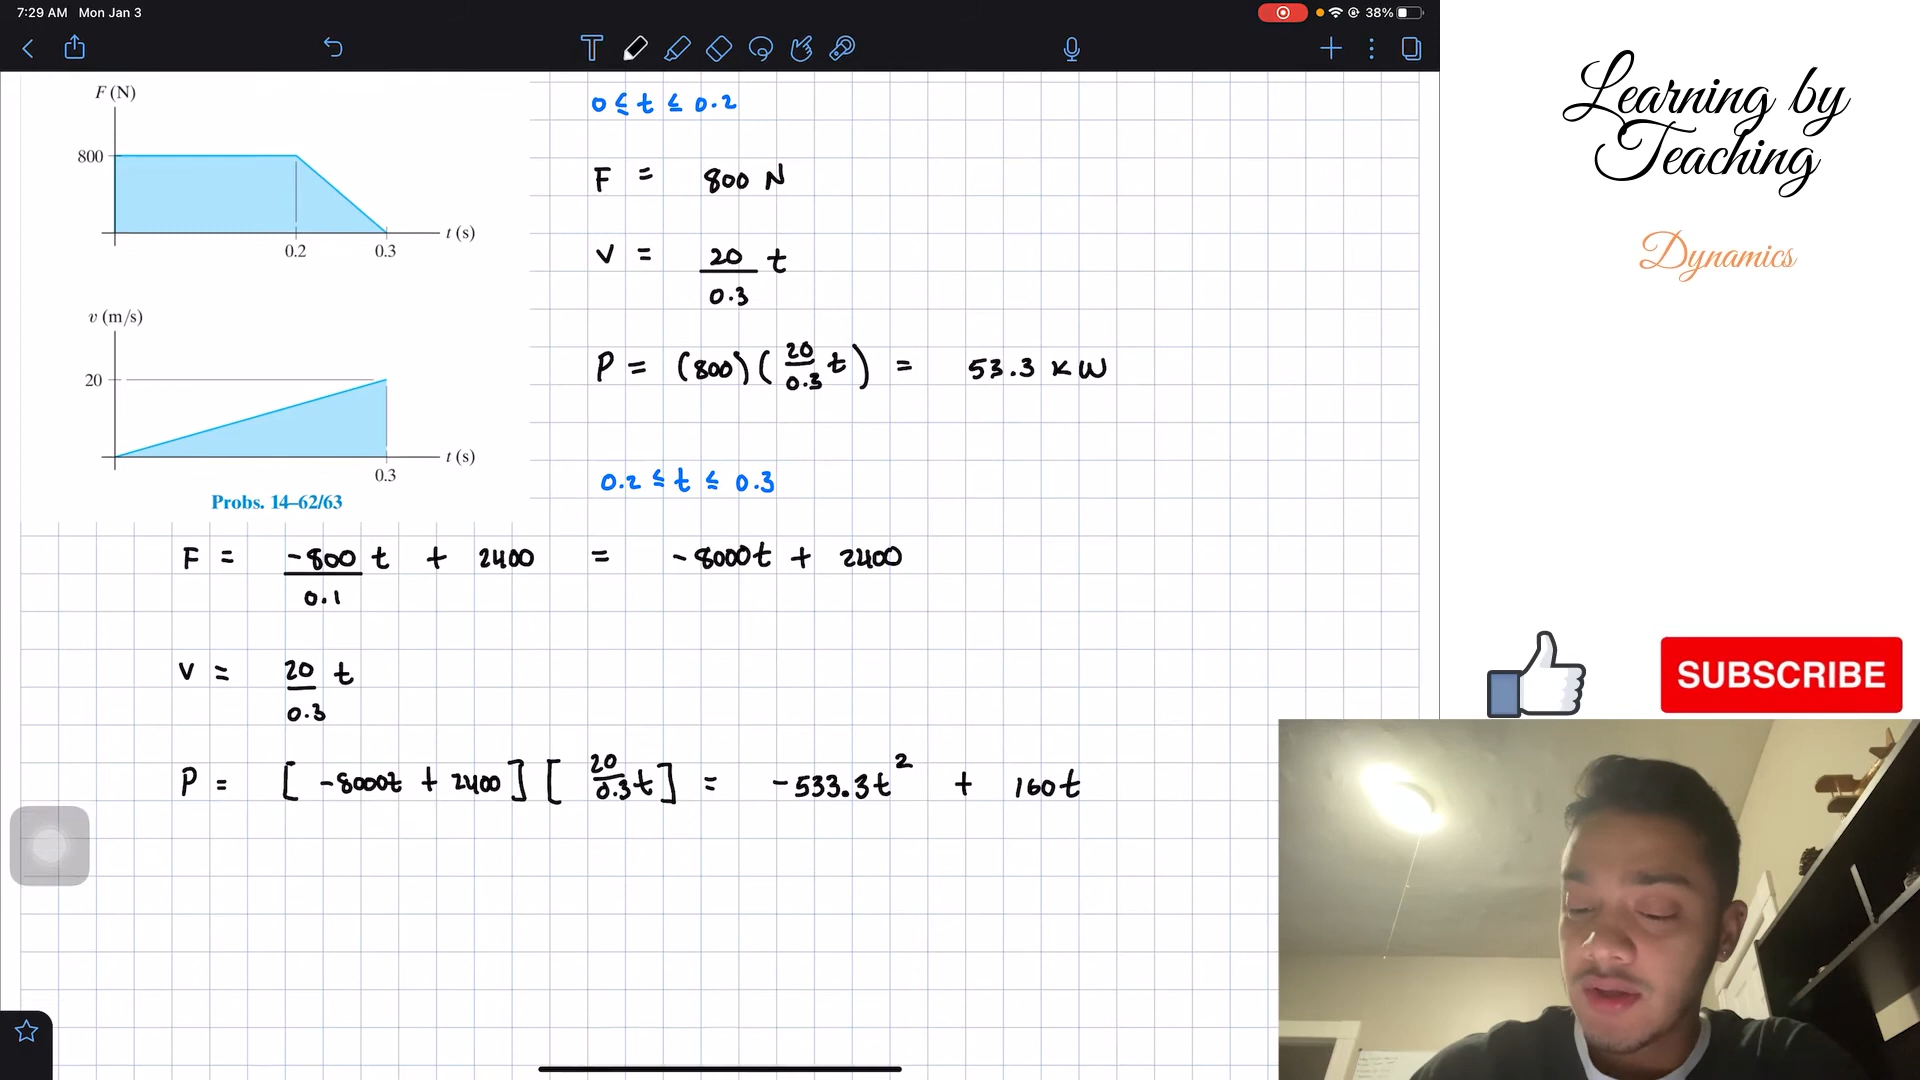 7:29 AM Mon Jan 3
38%
F (N)
800
t (s)
0.2
0.3
v (m/s)
20
t (s)
0.3
Probs. 14–62/63
0 ≤ t ≤ 0.2
F = 800 N
v = 20/0.3 t
P = (800)(20/0.3 t) = 53.3 kW
0.2 ≤ t ≤ 0.3
F = -800/0.1 t + 2400 = -8000t + 2400
v = 20/0.3 t
P = [-8000t + 2400][20/0.3 t] = -533.3t² + 160t
Learning by
Teaching
Dynamics
SUBSCRIBE